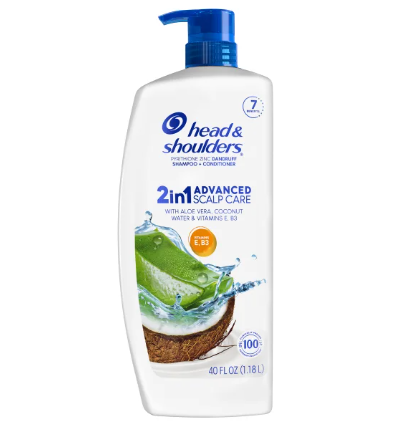 7
BENEFITS
head &
shoulders
PYRITHIONE ZINC DANDRUFF
SHAMPOO + CONDITIONER
2in1 ADVANCED
SCALP CARE
WITH ALOE VERA, COCONUT
WATER & VITAMINS E, B3
VITAMINS
E, B3
100
40 FL OZ (1.18 L)